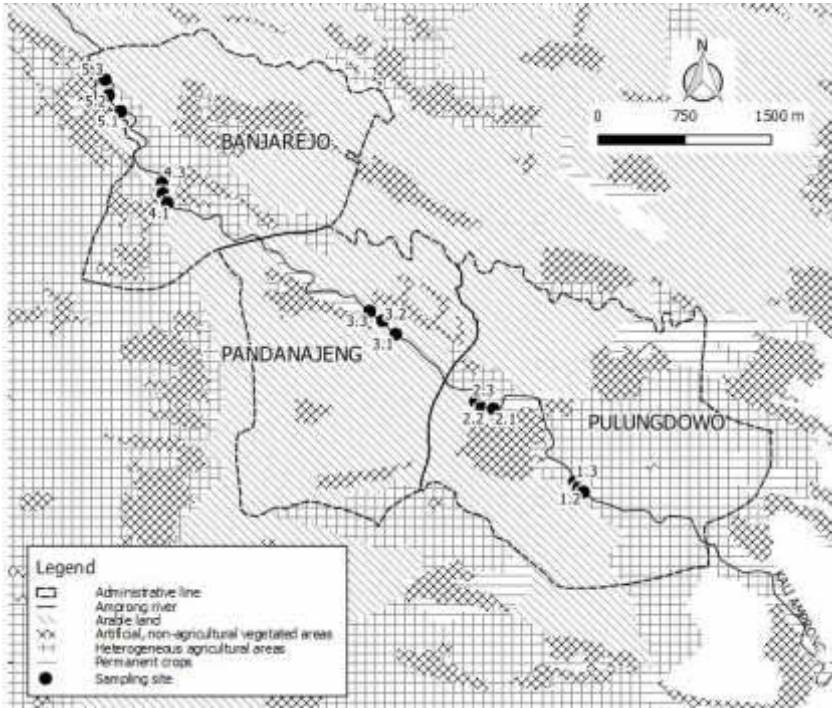 N
0 750 1500 m
5.3
5.2
5.1
BANJAREJO
4.3
4.1
3.2
3.3
3.1
PANDANAJENG
2.3
2.2 2.1
PULUNGDOWO
1.3
1.2
KALI AMPRONG
Legend
Administrative line
Amprong river
Arable land
Artificial, non-agricultural vegetated areas
Heterogeneous agricultural areas
Permanent crops
Sampling site